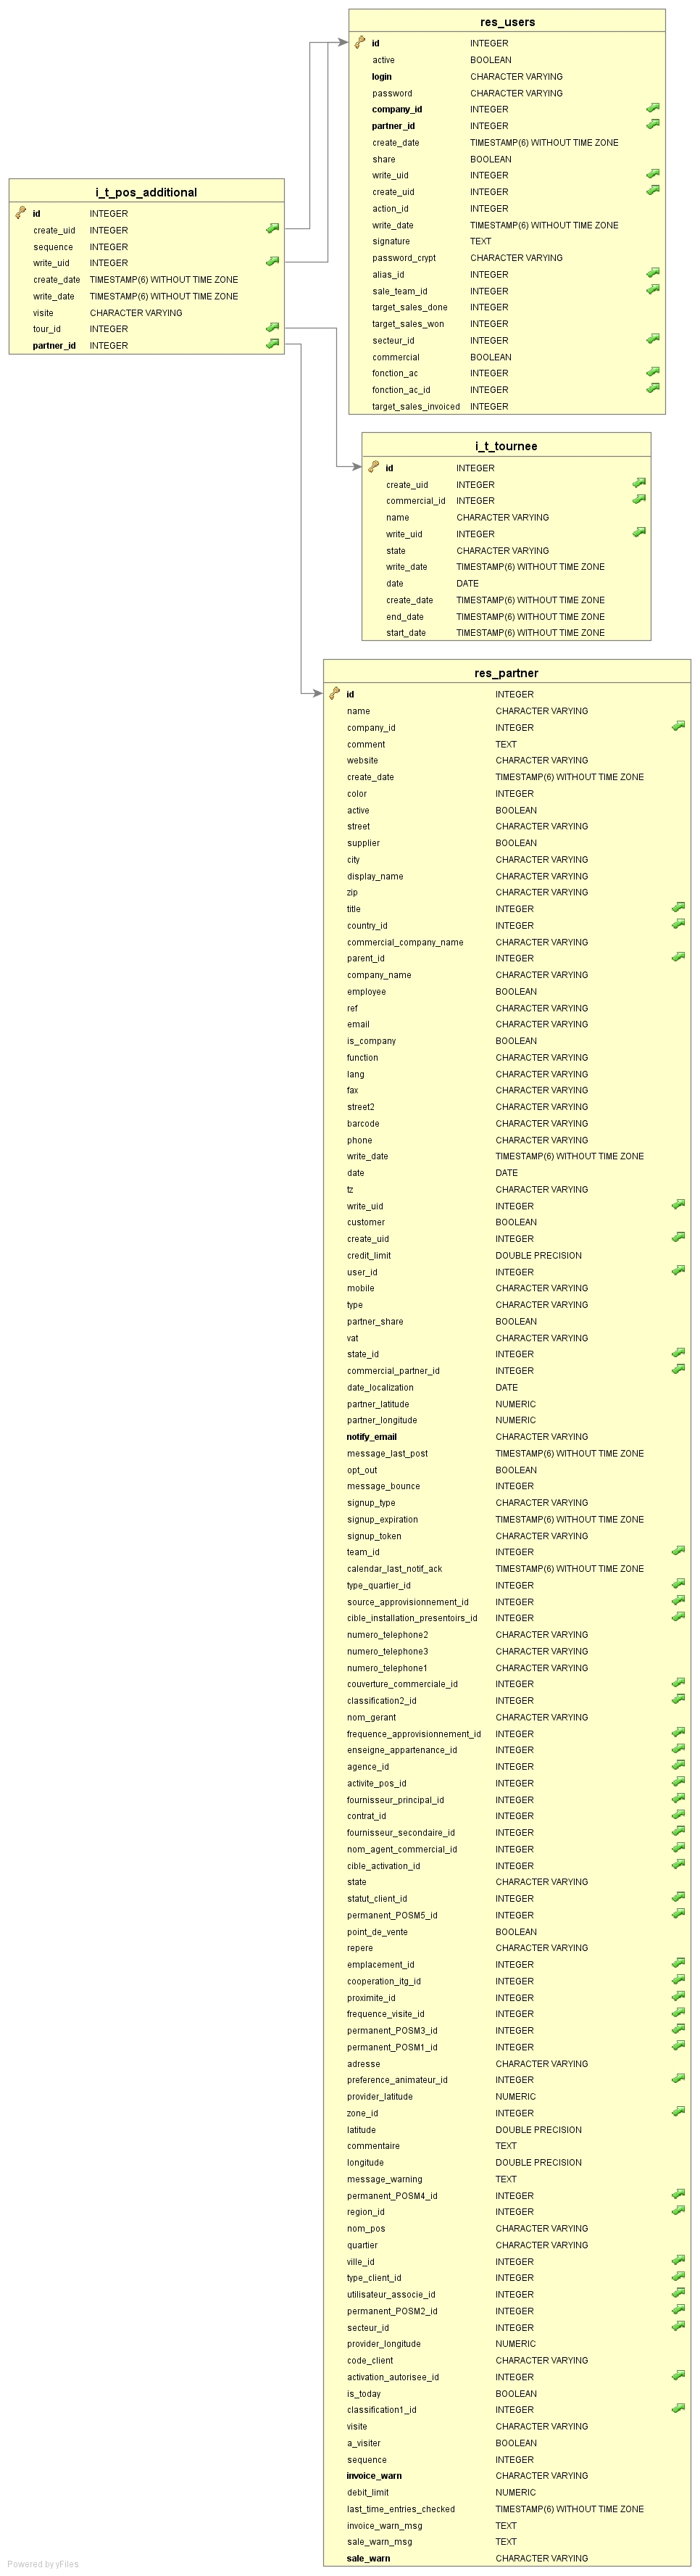 res_users
id INTEGER
active BOOLEAN
login CHARACTER VARYING
password CHARACTER VARYING
company_id INTEGER
partner_id INTEGER
create_date TIMESTAMP(6) WITHOUT TIME ZONE
share BOOLEAN
write_uid INTEGER
create_uid INTEGER
action_id INTEGER
write_date TIMESTAMP(6) WITHOUT TIME ZONE
signature TEXT
password_crypt CHARACTER VARYING
alias_id INTEGER
sale_team_id INTEGER
target_sales_done INTEGER
target_sales_won INTEGER
secteur_id INTEGER
commercial BOOLEAN
fonction_ac INTEGER
fonction_ac_id INTEGER
target_sales_invoiced INTEGER
i_t_pos_additional
id INTEGER
create_uid INTEGER
sequence INTEGER
write_uid INTEGER
create_date TIMESTAMP(6) WITHOUT TIME ZONE
write_date TIMESTAMP(6) WITHOUT TIME ZONE
visite CHARACTER VARYING
tour_id INTEGER
partner_id INTEGER
i_t_tournee
id INTEGER
create_uid INTEGER
commercial_id INTEGER
name CHARACTER VARYING
write_uid INTEGER
state CHARACTER VARYING
write_date TIMESTAMP(6) WITHOUT TIME ZONE
date DATE
create_date TIMESTAMP(6) WITHOUT TIME ZONE
end_date TIMESTAMP(6) WITHOUT TIME ZONE
start_date TIMESTAMP(6) WITHOUT TIME ZONE
res_partner
id INTEGER
name CHARACTER VARYING
company_id INTEGER
comment TEXT
website CHARACTER VARYING
create_date TIMESTAMP(6) WITHOUT TIME ZONE
color INTEGER
active BOOLEAN
street CHARACTER VARYING
supplier BOOLEAN
city CHARACTER VARYING
display_name CHARACTER VARYING
zip CHARACTER VARYING
title INTEGER
country_id INTEGER
commercial_company_name CHARACTER VARYING
parent_id INTEGER
company_name CHARACTER VARYING
employee BOOLEAN
ref CHARACTER VARYING
email CHARACTER VARYING
is_company BOOLEAN
function CHARACTER VARYING
lang CHARACTER VARYING
fax CHARACTER VARYING
street2 CHARACTER VARYING
barcode CHARACTER VARYING
phone CHARACTER VARYING
write_date TIMESTAMP(6) WITHOUT TIME ZONE
date DATE
tz CHARACTER VARYING
write_uid INTEGER
customer BOOLEAN
create_uid INTEGER
credit_limit DOUBLE PRECISION
user_id INTEGER
mobile CHARACTER VARYING
type CHARACTER VARYING
partner_share BOOLEAN
vat CHARACTER VARYING
state_id INTEGER
commercial_partner_id INTEGER
date_localization DATE
partner_latitude NUMERIC
partner_longitude NUMERIC
notify_email CHARACTER VARYING
message_last_post TIMESTAMP(6) WITHOUT TIME ZONE
opt_out BOOLEAN
message_bounce INTEGER
signup_type CHARACTER VARYING
signup_expiration TIMESTAMP(6) WITHOUT TIME ZONE
signup_token CHARACTER VARYING
team_id INTEGER
calendar_last_notif_ack TIMESTAMP(6) WITHOUT TIME ZONE
type_quartier_id INTEGER
source_approvisionnement_id INTEGER
cible_installation_presentoirs_id INTEGER
numero_telephone2 CHARACTER VARYING
numero_telephone3 CHARACTER VARYING
numero_telephone1 CHARACTER VARYING
couverture_commerciale_id INTEGER
classification2_id INTEGER
nom_gerant CHARACTER VARYING
frequence_approvisionnement_id INTEGER
enseigne_appartenance_id INTEGER
agence_id INTEGER
activite_pos_id INTEGER
fournisseur_principal_id INTEGER
contrat_id INTEGER
fournisseur_secondaire_id INTEGER
nom_agent_commercial_id INTEGER
cible_activation_id INTEGER
state CHARACTER VARYING
statut_client_id INTEGER
permanent_POSM5_id INTEGER
point_de_vente BOOLEAN
repere CHARACTER VARYING
emplacement_id INTEGER
cooperation_itg_id INTEGER
proximite_id INTEGER
frequence_visite_id INTEGER
permanent_POSM3_id INTEGER
permanent_POSM1_id INTEGER
adresse CHARACTER VARYING
preference_animateur_id INTEGER
provider_latitude NUMERIC
zone_id INTEGER
latitude DOUBLE PRECISION
commentaire TEXT
longitude DOUBLE PRECISION
message_warning TEXT
permanent_POSM4_id INTEGER
region_id INTEGER
nom_pos CHARACTER VARYING
quartier CHARACTER VARYING
ville_id INTEGER
type_client_id INTEGER
utilisateur_associe_id INTEGER
permanent_POSM2_id INTEGER
secteur_id INTEGER
provider_longitude NUMERIC
code_client CHARACTER VARYING
activation_autorisee_id INTEGER
is_today BOOLEAN
classification1_id INTEGER
visite CHARACTER VARYING
a_visiter BOOLEAN
sequence INTEGER
invoice_warn CHARACTER VARYING
debit_limit NUMERIC
last_time_entries_checked TIMESTAMP(6) WITHOUT TIME ZONE
invoice_warn_msg TEXT
sale_warn_msg TEXT
sale_warn CHARACTER VARYING
Powered by yFiles